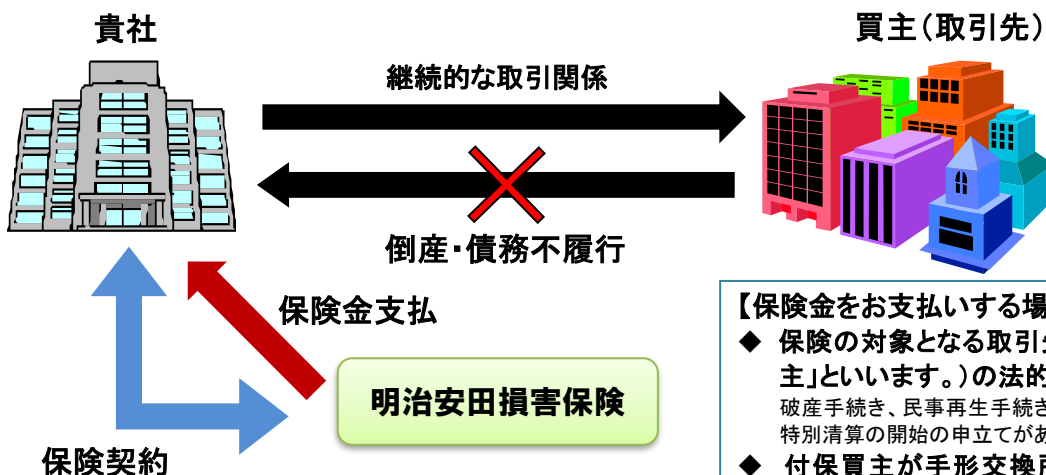 貴社
買主（取引先）
継続的な取引関係
倒産・債務不履行
保険金支払
明治安田損害保険
保険契約
【保険金をお支払いする場
◆ 保険の対象となる取引
主」といいます。）の法的
破産手続き、民事再生手続き
特別清算の開始の申立てがあ
◆ 付保買主が手形交換